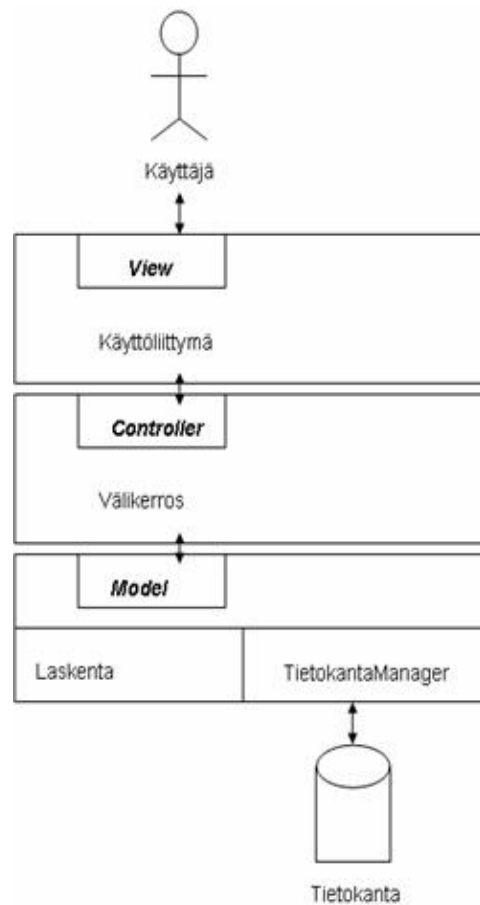 Käyttäjä
View
Käyttöliittymä
Controller
Välikerros
Model
Laskenta
TietokantaManager
Tietokanta